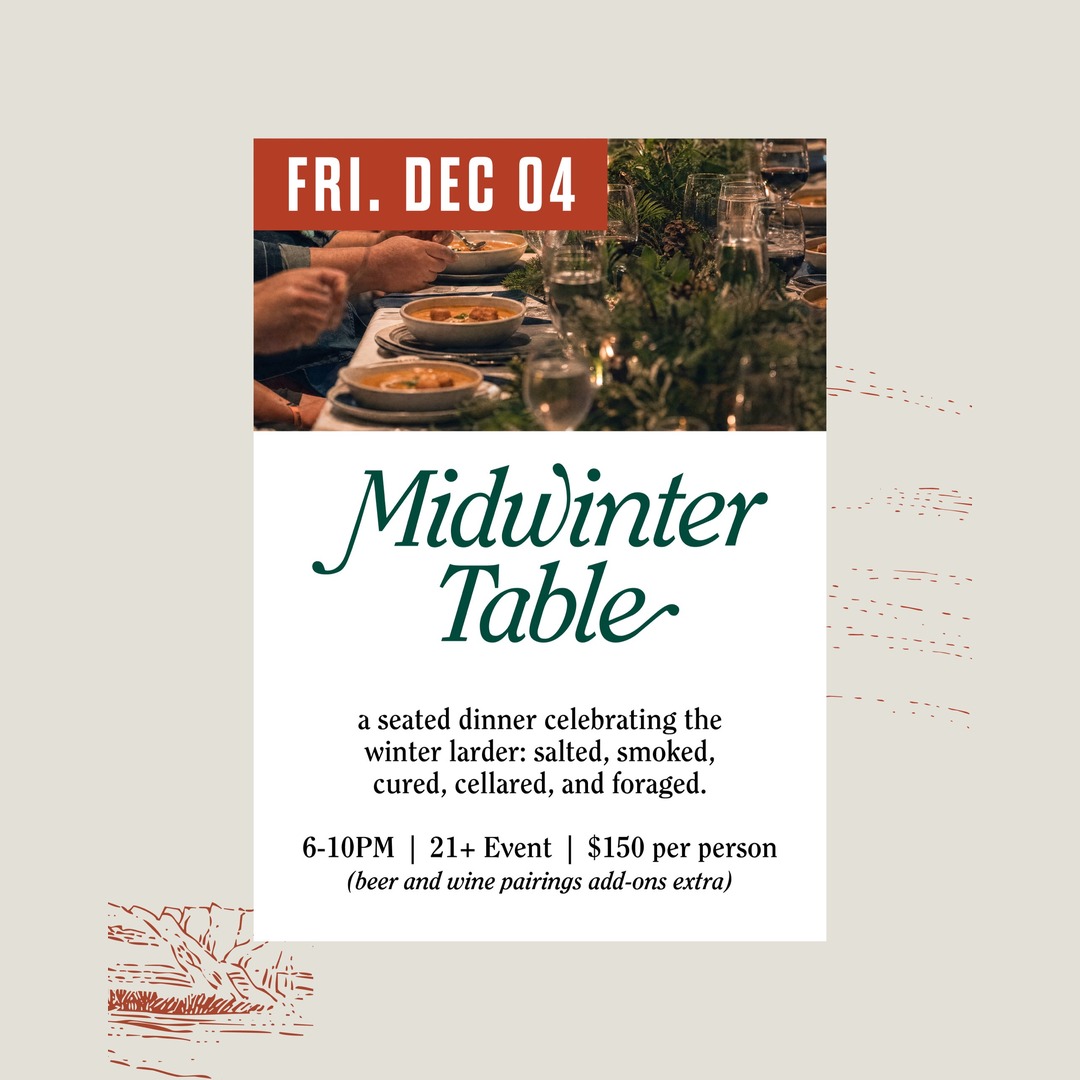 FRI. DEC 04
Midwinter
Table
a seated dinner celebrating the
winter larder: salted, smoked,
cured, cellared, and foraged.
6-10PM | 21+ Event | $150 per person
(beer and wine pairings add-ons extra)